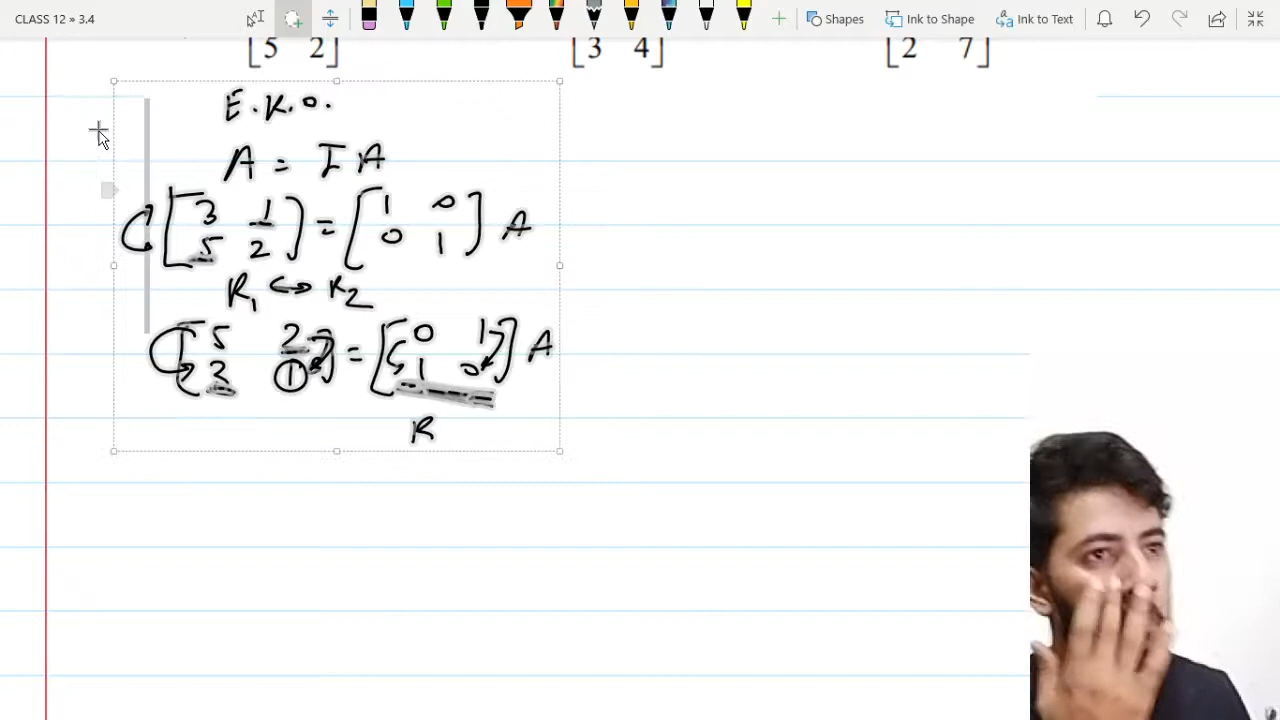 CLASS 12 » 3.4
Shapes
Ink to Shape
Ink to Text
[5 2]
[3 4]
[2 7]
E.R.O.
A = IA
[3 1 = [1 0
5 2] 0 1] A
R₁ ↔ R₂
[5 2 = [0 1
3 1] 1 0] A
R